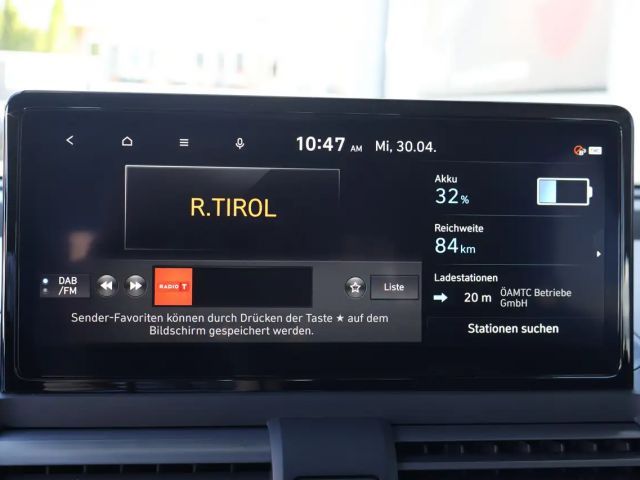 10:47 AM Mi, 30.04.
R.TIROL
DAB
/FM
RADIO T
Liste
Sender-Favoriten können durch Drücken der Taste ★ auf dem
Bildschirm gespeichert werden.
Akku
32%
Reichweite
84km
Ladestationen
20 m ÖAMTC Betriebe
GmbH
Stationen suchen